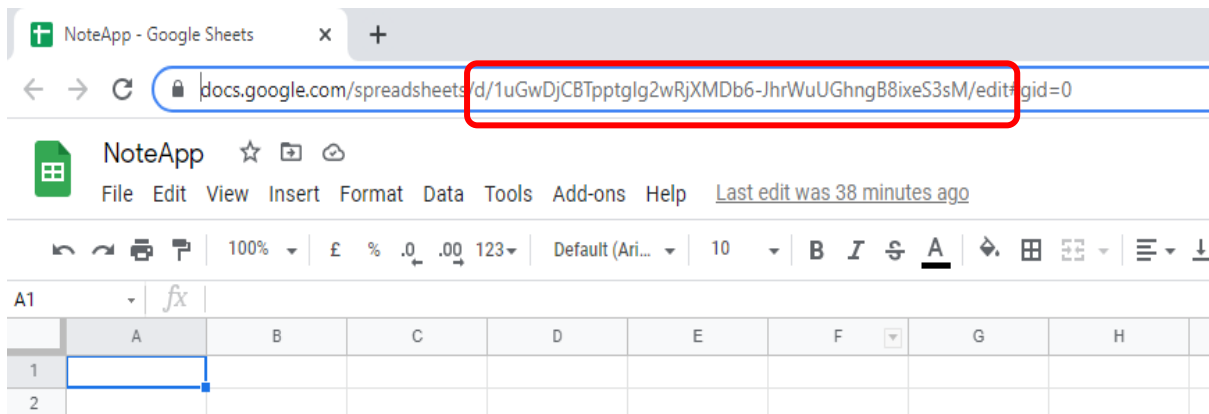 NoteApp - Google Sheets
docs.google.com/spreadsheets/d/1uGwDjCBTpptgIg2wRjXMDb6-JhrWuUGhngB8ixeS3sM/edit#gid=0
NoteApp
File Edit View Insert Format Data Tools Add-ons Help Last edit was 38 minutes ago
100% £ % .0 .00 123 Default (Ari... 10 B I S A
A1 fx
A B C D E F G H
1
2